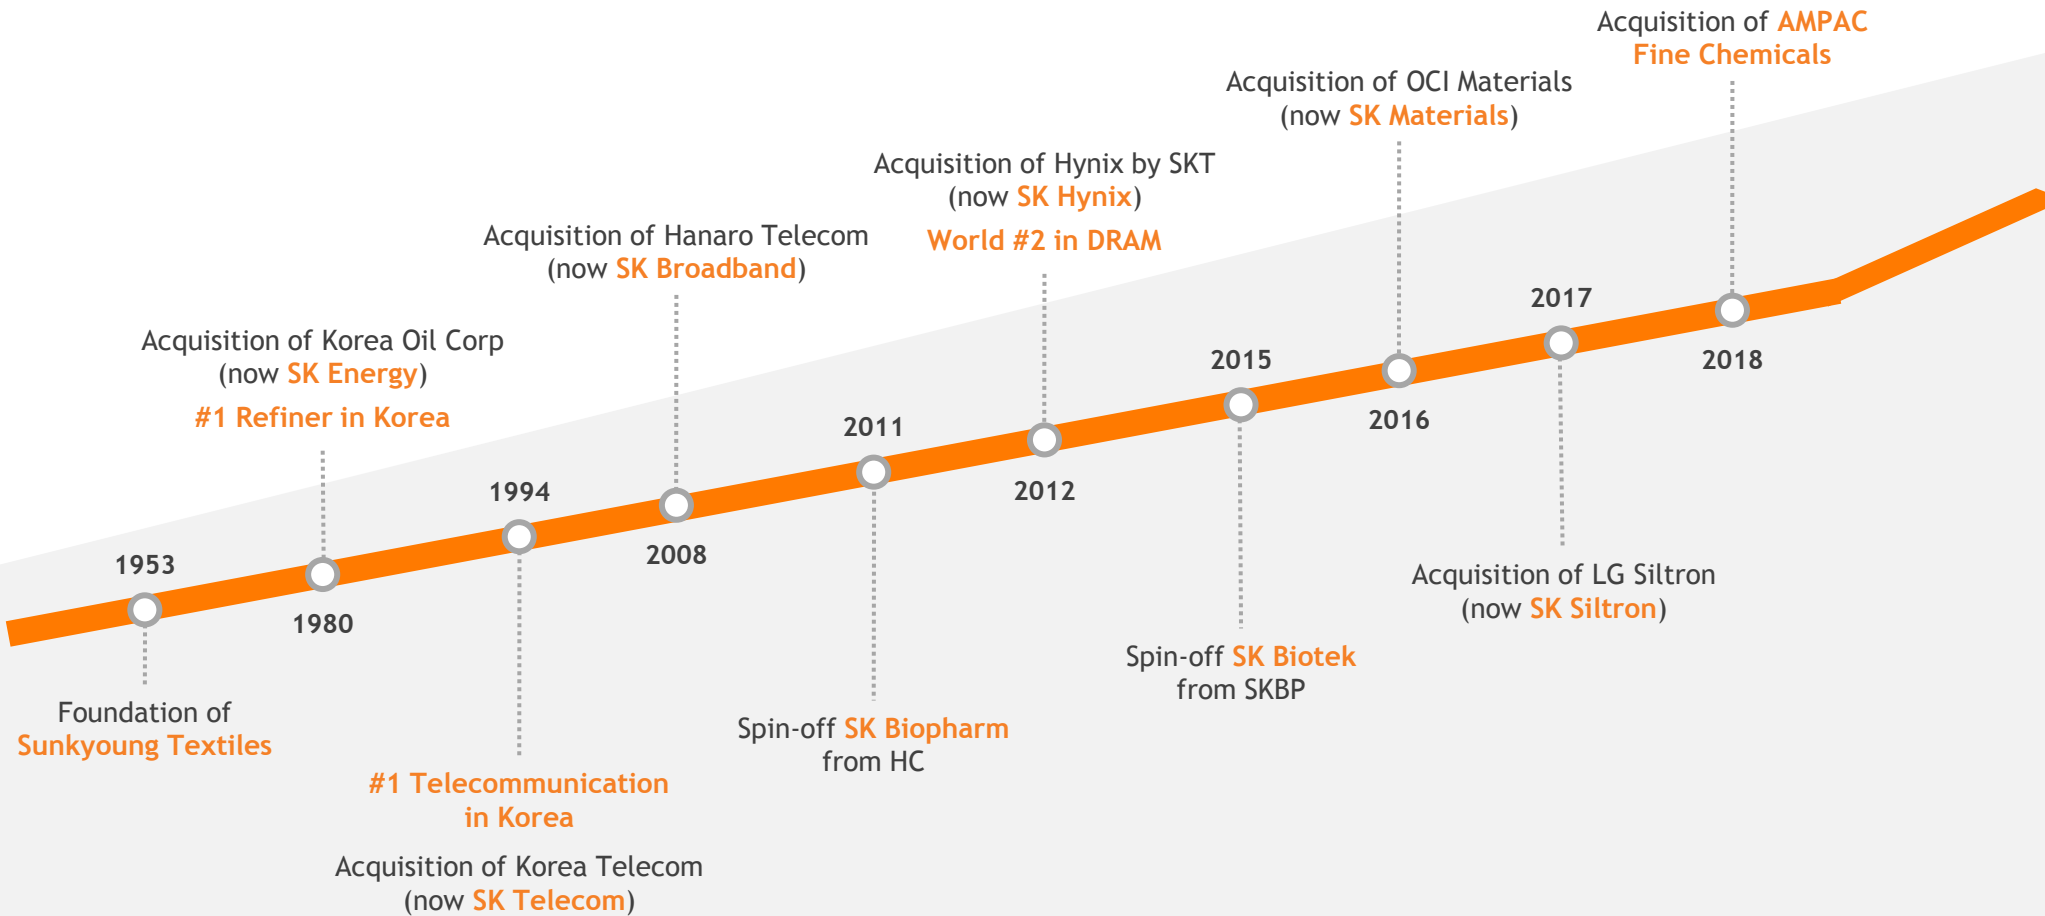 1953
Foundation of
Sunkyoung Textiles
Acquisition of Korea Oil Corp
(now SK Energy)
#1 Refiner in Korea
1980
1994
#1 Telecommunication
in Korea
Acquisition of Korea Telecom
(now SK Telecom)
Acquisition of Hanaro Telecom
(now SK Broadband)
2008
2011
Spin-off SK Biopharm
from HC
Acquisition of Hynix by SKT
(now SK Hynix)
World #2 in DRAM
2012
2015
Spin-off SK Biotek
from SKBP
Acquisition of OCI Materials
(now SK Materials)
2016
2017
Acquisition of LG Siltron
(now SK Siltron)
Acquisition of AMPAC
Fine Chemicals
2018